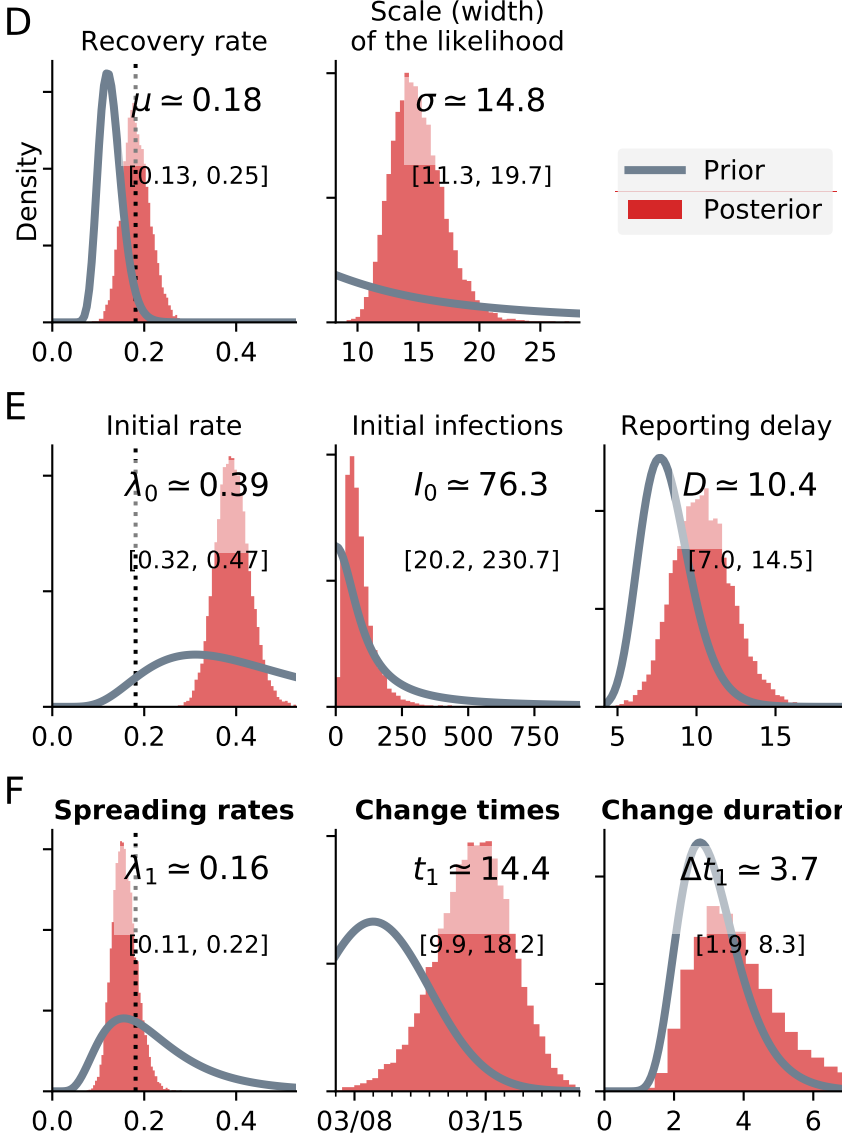 D
Recovery rate
Scale (width)
of the likelihood
μ ≃ 0.18
σ ≃ 14.8
[0.13, 0.25]
[11.3, 19.7]
Density
Prior
Posterior
0.0 0.2 0.4
10 15 20 25
E
Initial rate
Initial infections
Reporting delay
λ0 ≃ 0.39
I0 ≃ 76.3
D ≃ 10.4
[0.32, 0.47]
[20.2, 230.7]
[7.0, 14.5]
0.0 0.2 0.4
0 250 500 750
5 10 15
F
Spreading rates
Change times
Change duration
λ1 ≃ 0.16
t1 ≃ 14.4
Δt1 ≃ 3.7
[0.11, 0.22]
[9.9, 18.2]
[1.9, 8.3]
0.0 0.2 0.4
03/08 03/15
0 2 4 6